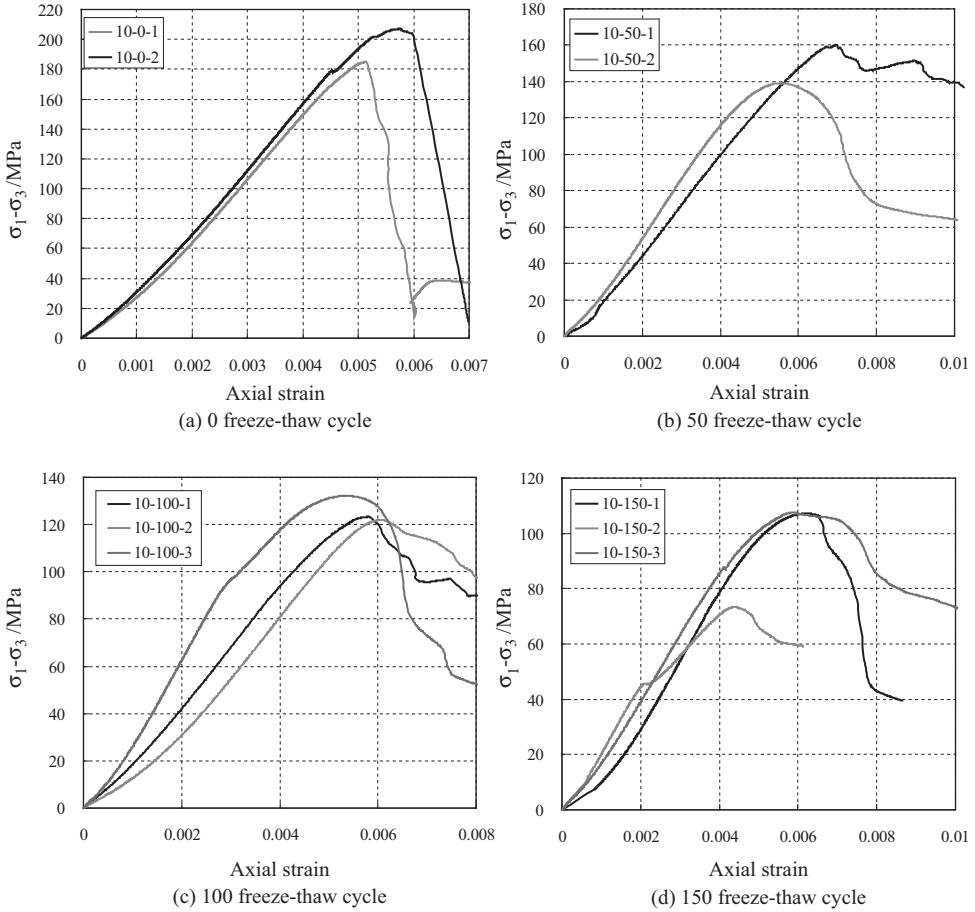 220
200
180
160
140
120
100
80
60
40
20
0
σ1-σ3 /MPa
10-0-1
10-0-2
0.000 0.001 0.002 0.003 0.004 0.005 0.006 0.007
Axial strain
(a) 0 freeze-thaw cycle
180
160
140
120
100
80
60
40
20
0
σ1-σ3 /MPa
10-50-1
10-50-2
0 0.002 0.004 0.006 0.008 0.01
Axial strain
(b) 50 freeze-thaw cycle
140
120
100
80
60
40
20
0
σ1-σ3 /MPa
10-100-1
10-100-2
10-100-3
0 0.002 0.004 0.006 0.008
Axial strain
(c) 100 freeze-thaw cycle
120
100
80
60
40
20
0
σ1-σ3 /MPa
10-150-1
10-150-2
10-150-3
0 0.002 0.004 0.006 0.008 0.01
Axial strain
(d) 150 freeze-thaw cycle